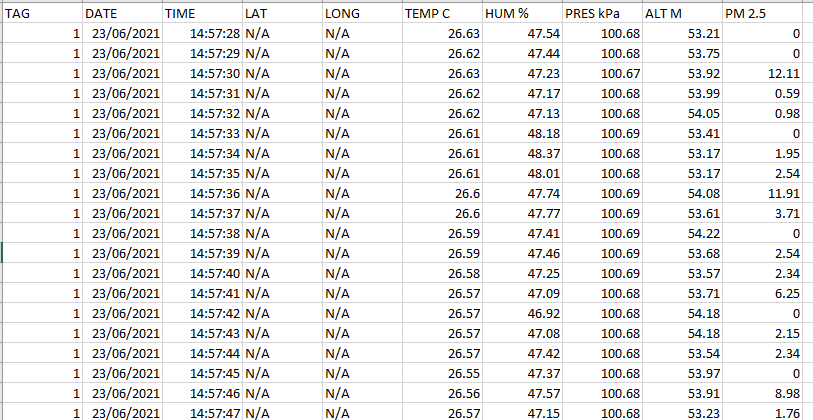 TAG DATE TIME LAT LONG TEMP C HUM % PRES kPa ALT M PM 2.5
1 23/06/2021 14:57:28 N/A N/A 26.63 47.54 100.68 53.21 0
1 23/06/2021 14:57:29 N/A N/A 26.62 47.44 100.68 53.75 0
1 23/06/2021 14:57:30 N/A N/A 26.63 47.23 100.67 53.92 12.11
1 23/06/2021 14:57:31 N/A N/A 26.62 47.17 100.68 53.99 0.59
1 23/06/2021 14:57:32 N/A N/A 26.62 47.13 100.68 54.05 0.98
1 23/06/2021 14:57:33 N/A N/A 26.61 48.18 100.69 53.41 0
1 23/06/2021 14:57:34 N/A N/A 26.61 48.37 100.68 53.17 1.95
1 23/06/2021 14:57:35 N/A N/A 26.61 48.01 100.68 53.17 2.54
1 23/06/2021 14:57:36 N/A N/A 26.6 47.74 100.69 54.08 11.91
1 23/06/2021 14:57:37 N/A N/A 26.6 47.77 100.69 53.61 3.71
1 23/06/2021 14:57:38 N/A N/A 26.59 47.41 100.69 54.22 0
1 23/06/2021 14:57:39 N/A N/A 26.59 47.46 100.69 53.68 2.54
1 23/06/2021 14:57:40 N/A N/A 26.58 47.25 100.69 53.57 2.34
1 23/06/2021 14:57:41 N/A N/A 26.57 47.09 100.68 53.71 6.25
1 23/06/2021 14:57:42 N/A N/A 26.57 46.92 100.68 54.18 0
1 23/06/2021 14:57:43 N/A N/A 26.57 47.08 100.68 54.18 2.15
1 23/06/2021 14:57:44 N/A N/A 26.57 47.42 100.68 53.54 2.34
1 23/06/2021 14:57:45 N/A N/A 26.55 47.37 100.68 53.97 0
1 23/06/2021 14:57:46 N/A N/A 26.56 47.57 100.68 53.91 8.98
1 23/06/2021 14:57:47 N/A N/A 26.57 47.15 100.68 53.23 1.76